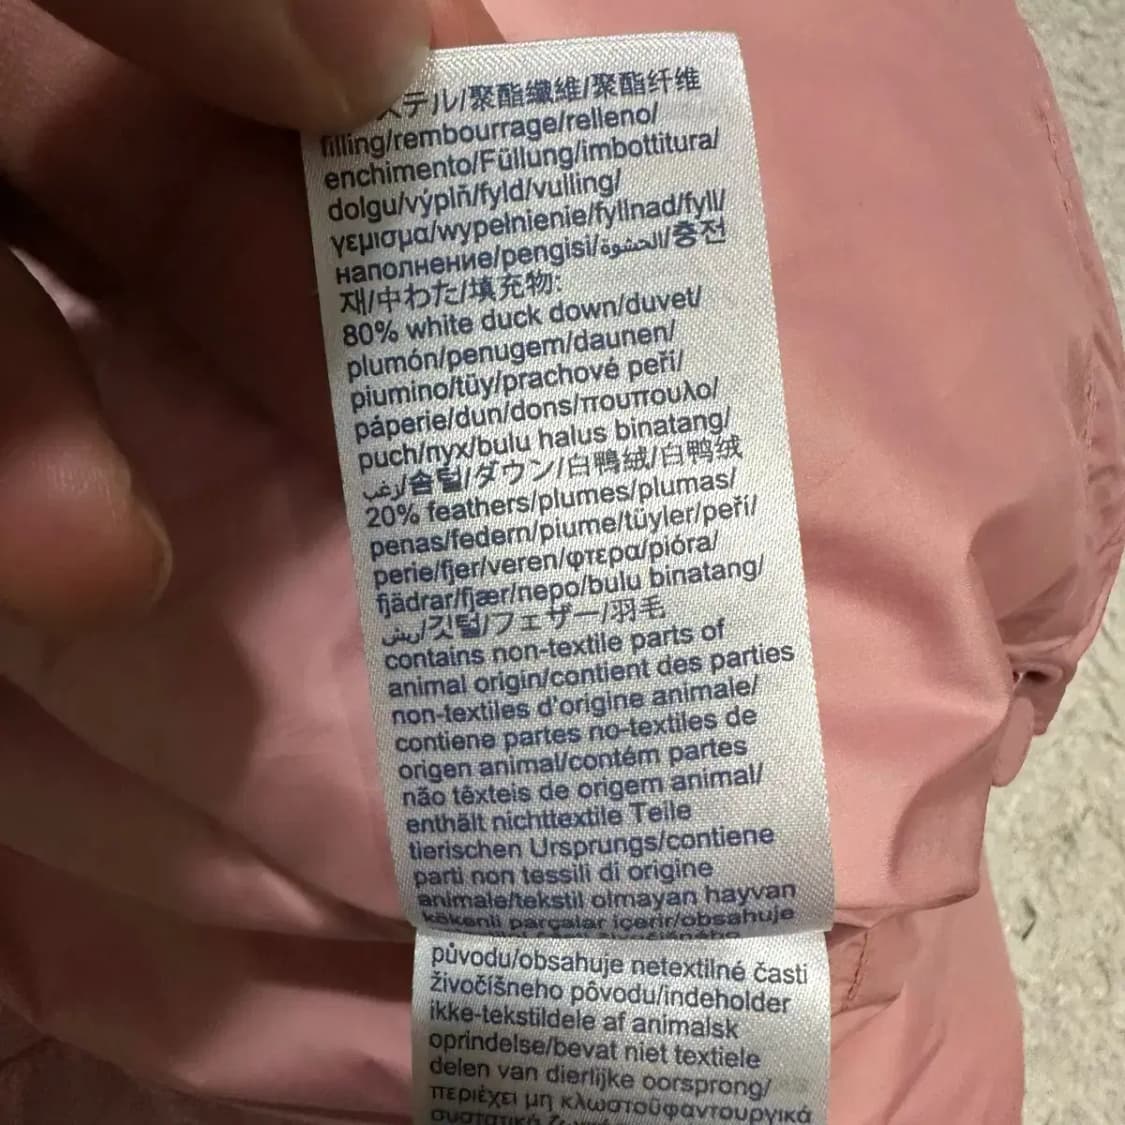 ステル/聚酯纖維/聚酯纤维
filling/rembourrage/relleno/
enchimento/Füllung/imbottitura/
dolgu/výplň/fyld/vulling/
γεμισμα/wypełnienie/fyllnad/fyll/
наполнение/pengisi/الحشوة/충전
재/中わた/填充物:
80% white duck down/duvet/
plumón/penugem/daunen/
piumino/tüy/prachové peří/
páperie/dun/dons/πουπουλο/
puch/пух/bulu halus binatang/
زغب/솜털/ダウン/白鴨絨/白鸭绒
20% feathers/plumes/plumas/
penas/federn/piume/tüyler/peří/
perie/fjer/veren/φτερα/pióra/
fjädrar/fjær/перо/bulu binatang/
ريش/깃털/フェザー/羽毛
contains non-textile parts of
animal origin/contient des parties
non-textiles d'origine animale/
contiene partes no-textiles de
origen animal/contém partes
não têxteis de origem animal/
enthält nichttextile Teile
tierischen Ursprungs/contiene
parti non tessili di origine
animale/tekstil olmayan hayvan
kökenli parçalar içerir/obsahuje
původu/obsahuje netextilné časti
živočíšneho pôvodu/indeholder
ikke-tekstildele af animalsk
oprindelse/bevat niet textiele
delen van dierlijke oorsprong/
περιέχει μη κλωστοϋφαντουργικά
συστατικά